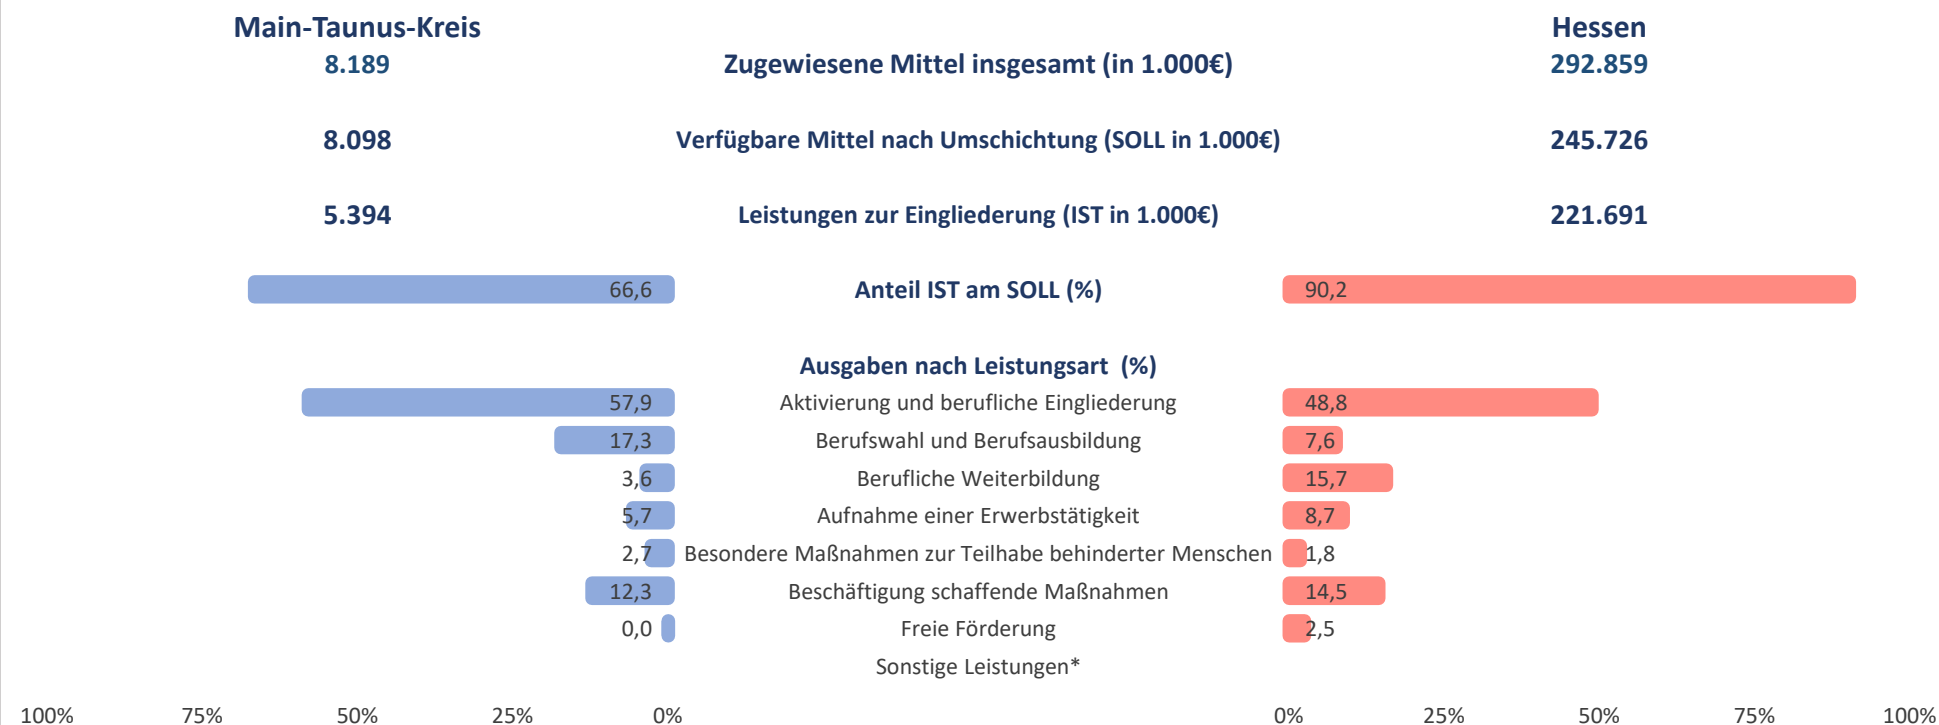 Main-Taunus-Kreis Hessen
8.189 Zugewiesene Mittel insgesamt (in 1.000€) 292.859
8.098 Verfügbare Mittel nach Umschichtung (SOLL in 1.000€) 245.726
5.394 Leistungen zur Eingliederung (IST in 1.000€) 221.691
66,6 Anteil IST am SOLL (%) 90,2
Ausgaben nach Leistungsart (%)
57,9 Aktivierung und berufliche Eingliederung 48,8
17,3 Berufswahl und Berufsausbildung 7,6
3,6 Berufliche Weiterbildung 15,7
5,7 Aufnahme einer Erwerbstätigkeit 8,7
2,7 Besondere Maßnahmen zur Teilhabe behinderter Menschen 1,8
12,3 Beschäftigung schaffende Maßnahmen 14,5
0,0 Freie Förderung 2,5
Sonstige Leistungen*
100% 75% 50% 25% 0% 0% 25% 50% 75% 100%